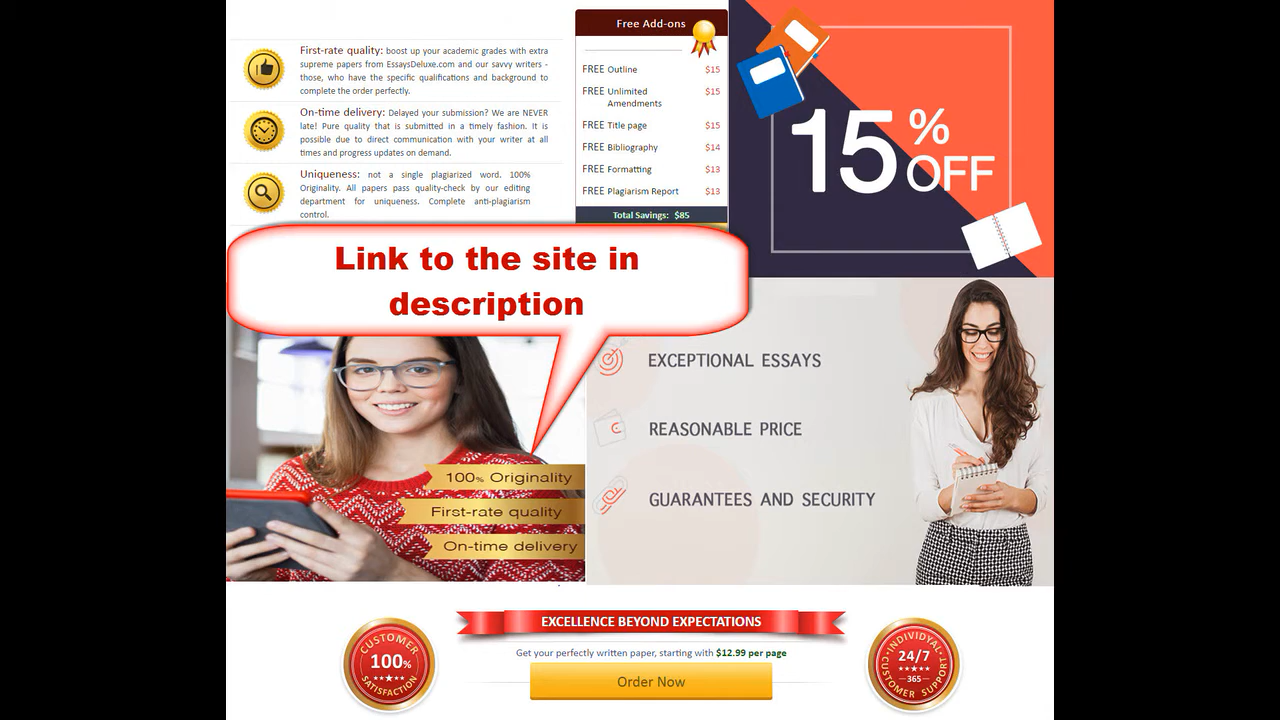 First-rate quality: boost up your academic grades with extra
supreme papers from EssaysDeluxe.com and our savvy writers -
those, who have the specific qualifications and background to
complete the order perfectly.
On-time delivery: Delayed your submission? We are NEVER
late! Pure quality that is submitted in a timely fashion. It is
possible due to direct communication with your writer at all
times and progress updates on demand.
Uniqueness: not a single plagiarized word. 100%
Originality. All papers pass quality-check by our editing
department for uniqueness. Complete anti-plagiarism
control.
Free Add-ons
FREE Outline $15
FREE Unlimited $15
Amendments
FREE Title page $15
FREE Bibliography $14
FREE Formatting $13
FREE Plagiarism Report $13
Total Savings: $85
15% OFF
Link to the site in
description
100% Originality
First-rate quality
On-time delivery
EXCEPTIONAL ESSAYS
REASONABLE PRICE
GUARANTEES AND SECURITY
CUSTOMER
100%
SATISFACTION
EXCELLENCE BEYOND EXPECTATIONS
Get your perfectly written paper, starting with $12.99 per page
Order Now
INDIVIDYAL
24/7
365
CUSTOMER SUPPORT